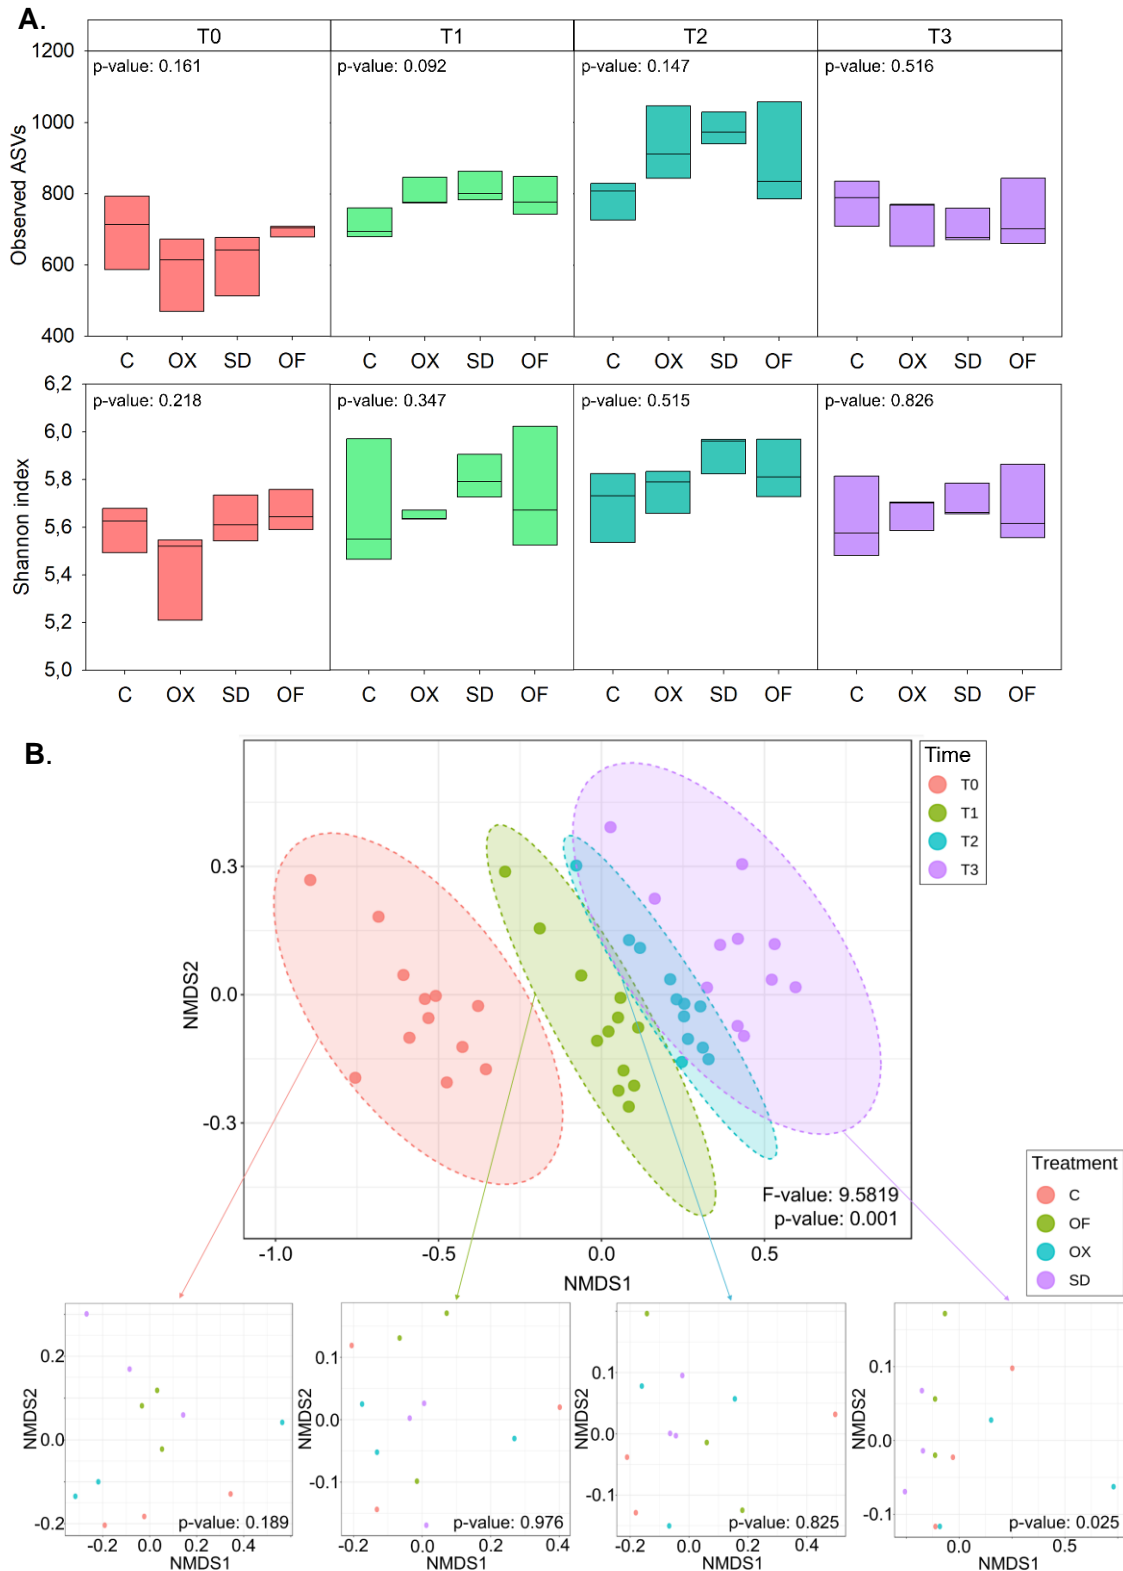 A.
T0 T1 T2 T3
1200
p-value: 0.161 p-value: 0.092 p-value: 0.147 p-value: 0.516
1000
800
600
400
Observed ASVs
C OX SD OF C OX SD OF C OX SD OF C OX SD OF
6,2
p-value: 0.218 p-value: 0.347 p-value: 0.515 p-value: 0.826
6,0
5,8
5,6
5,4
5,2
5,0
Shannon index
C OX SD OF C OX SD OF C OX SD OF C OX SD OF
B.
Time
T0
T1
T2
T3
0.3
0.0
-0.3
NMDS2
F-value: 9.5819
p-value: 0.001
-1.0 -0.5 0.0 0.5
NMDS1
Treatment
C
OF
OX
SD
0.2
0.0
-0.2
NMDS2
p-value: 0.189
-0.2 0.0 0.2 0.4
NMDS1
0.1
0.0
-0.1
NMDS2
p-value: 0.976
-0.2 0.0 0.2 0.4
NMDS1
0.1
0.0
-0.1
NMDS2
p-value: 0.825
-0.2 0.0 0.2 0.4
NMDS1
0.1
0.0
-0.1
NMDS2
p-value: 0.025
0.0 0.5
NMDS1